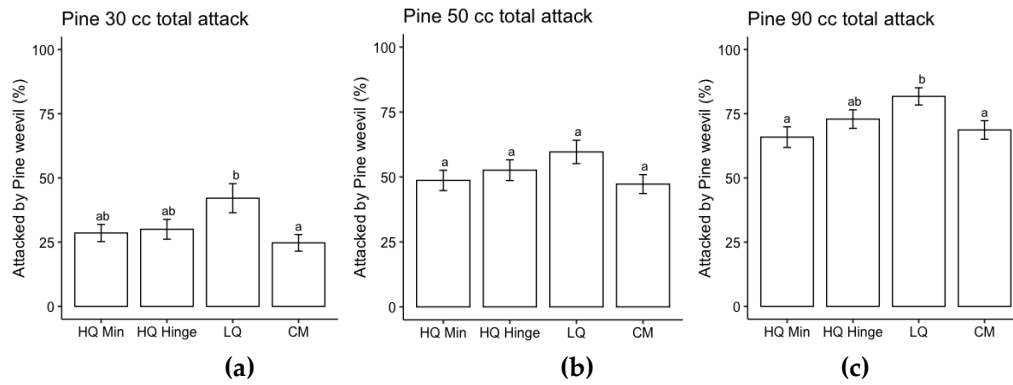 Pine 30 cc total attack
Attacked by Pine weevil (%)
100
75
50
25
0
ab
ab
b
a
HQ Min
HQ Hinge
LQ
CM
(a)
Pine 50 cc total attack
Attacked by Pine weevil (%)
100
75
50
25
0
a
a
a
a
HQ Min
HQ Hinge
LQ
CM
(b)
Pine 90 cc total attack
Attacked by Pine weevil (%)
100
75
50
25
0
a
ab
b
a
HQ Min
HQ Hinge
LQ
CM
(c)